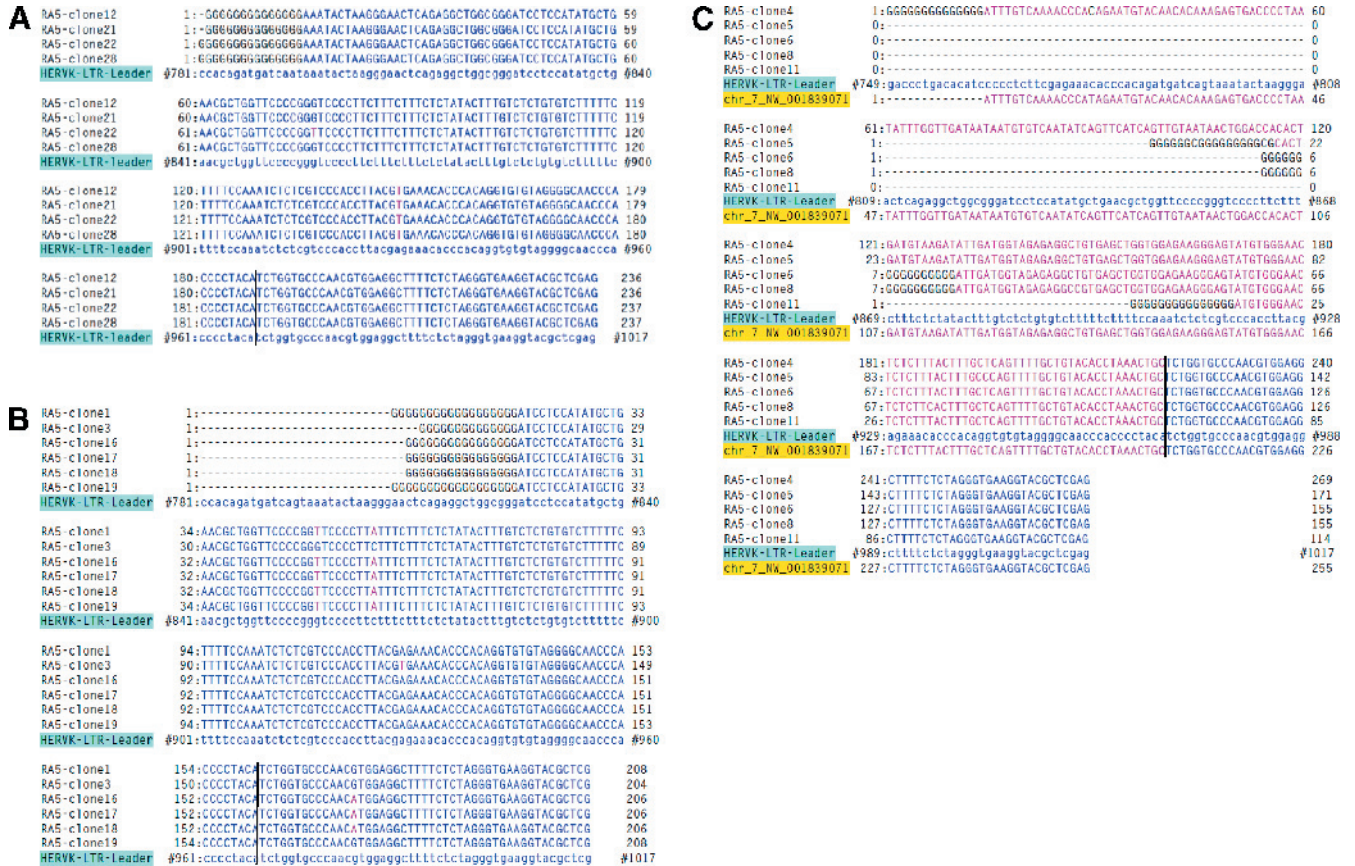 A
RA5-clone12 1:-GGGGGGGGGGGGGGAAATACTAAGGGAACTCAGAGGCTGGCGGGATCCTCCATATGCTG 59
RA5-clone21 1:-GGGGGGGGGGGGGGAAATACTAAGGGAACTCAGAGGCTGGCGGGATCCTCCATATGCTG 59
RA5-clone22 1:GGGGGGGGGGGGGGGAAATACTAAGGGAACTCAGAGGCTGGCGGGATCCTCCATATGCTG 60
RA5-clone28 1:GGGGGGGGGGGGGGGAAATACTAAGGGAACTCAGAGGCTGGCGGGATCCTCCATATGCTG 60
HERVK-LTR-Leader #781:ccacagatgatcaataaatactaagggaactcagaggctggcgggatcctccatatgctg #840
RA5-clone12 60:AACGCTGGTTCCCCGGGTCCCCTTCTTTCTTTCTCTATACTTTGTCTCTGTGTCTTTTTC 119
RA5-clone21 60:AACGCTGGTTCCCCGGGTCCCCTTCTTTCTTTCTCTATACTTTGTCTCTGTGTCTTTTTC 119
RA5-clone22 61:AACGCTGGTTCCCCGGTTCCCCTTCTTTCTTTCTCTATACTTTGTCTCTGTGTCTTTTTC 120
RA5-clone28 61:AACGCTGGTTCCCCGGGTCCCCTTCTTTCTTTCTCTATACTTTGTCTCTGTGTCTTTTTC 120
HERVK-LTR-leader #841:aacgctggttccccgggtccccttctttctttctctatactttgtctctgtgtctttttc #900
RA5-clone12 120:TTTTCCAAATCTCTCGTCCCACCTTACGTGAAACACCCACAGGTGTGTAGGGGCAACCCA 179
RA5-clone21 120:TTTTCCAAATCTCTCGTCCCACCTTACGTGAAACACCCACAGGTGTGTAGGGGCAACCCA 179
RA5-clone22 121:TTTTCCAAATCTCTCGTCCCACCTTACGTGAAACACCCACAGGTGTGTAGGGGCAACCCA 180
RA5-clone28 121:TTTTCCAAATCTCTCGTCCCACCTTACGTGAAACACCCACAGGTGTGTAGGGGCAACCCA 180
HERVK-LTR-Leader #901:ttttccaaatctctcgtcccaccttacgagaaacacccacaggtgtgtaggggcaaccca #960
RA5-clone12 180:CCCCTACATCTGGTGCCCAACGTGGAGGCTTTTCTCTAGGGTGAAGGTACGCTCGAG 236
RA5-clone21 180:CCCCTACATCTGGTGCCCAACGTGGAGGCTTTTCTCTAGGGTGAAGGTACGCTCGAG 236
RA5-clone22 181:CCCCTACATCTGGTGCCCAACGTGGAGGCTTTTCTCTAGGGTGAAGGTACGCTCGAG 237
RA5-clone28 181:CCCCTACATCTGGTGCCCAACGTGGAGGCTTTTCTCTAGGGTGAAGGTACGCTCGAG 237
HERVK-LTR-Leader #961:cccctacatctggtgcccaacgtggaggcttttctctagggtgaaggtacgctcgag #1017
B
RA5-clone1 1:---------------------------GGGGGGGGGGGGGGGGGGATCCTCCATATGCTG 33
RA5-clone3 1:-------------------------------GGGGGGGGGGGGGGATCCTCCATATGCTG 29
RA5-clone16 1:-----------------------------GGGGGGGGGGGGGGGGATCCTCCATATGCTG 31
RA5-clone17 1:-----------------------------GGGGGGGGGGGGGGGGATCCTCCATATGCTG 31
RA5-clone18 1:-----------------------------GGGGGGGGGGGGGGGGATCCTCCATATGCTG 31
RA5-clone19 1:---------------------------GGGGGGGGGGGGGGGGGGATCCTCCATATGCTG 33
HERVK-LTR-Leader #781:ccacagatgatcagtaaatactaagggaactcagaggctggcgggatcctccatatgctg #840
RA5-clone1 34:AACGCTGGTTCCCCGGTTCCCCTTATTTCTTTCTCTATACTTTGTCTCTGTGTCTTTTTC 93
RA5-clone3 30:AACGCTGGTTCCCCGGGTCCCCTTCTTTCTTTCTCTATACTTTGTCTCTGTGTCTTTTTC 89
RA5-clone16 32:AACGCTGGTTCCCCGGTTCCCCTTATTTCTTTCTCTATACTTTGTCTCTGTGTCTTTTTC 91
RA5-clone17 32:AACGCTGGTTCCCCGGTTCCCCTTATTTCTTTCTCTATACTTTGTCTCTGTGTCTTTTTC 91
RA5-clone18 32:AACGCTGGTTCCCCGGTTCCCCTTATTTCTTTCTCTATACTTTGTCTCTGTGTCTTTTTC 91
RA5-clone19 34:AACGCTGGTTCCCCGGTTCCCCTTATTTCTTTCTCTATACTTTGTCTCTGTGTCTTTTTC 93
HERVK-LTR-Leader #841:aacgctggttccccgggtccccttctttctttctctatactttgtctctgtgtctttttc #900
RA5-clone1 94:TTTTCCAAATCTCTCGTCCCACCTTACGAGAAACACCCACAGGTGTGTAGGGGCAACCCA 153
RA5-clone3 90:TTTTCCAAATCTCTCGTCCCACCTTACGTGAAACACCCACAGGTGTGTAGGGGCAACCCA 149
RA5-clone16 92:TTTTCCAAATCTCTCGTCCCACCTTACGAGAAACACCCACAGGTGTGTAGGGGCAACCCA 151
RA5-clone17 92:TTTTCCAAATCTCTCGTCCCACCTTACGAGAAACACCCACAGGTGTGTAGGGGCAACCCA 151
RA5-clone18 92:TTTTCCAAATCTCTCGTCCCACCTTACGAGAAACACCCACAGGTGTGTAGGGGCAACCCA 151
RA5-clone19 94:TTTTCCAAATCTCTCGTCCCACCTTACGAGAAACACCCACAGGTGTGTAGGGGCAACCCA 153
HERVK-LTR-Leader #901:ttttccaaatctctcgtcccaccttacgagaaacacccacaggtgtgtaggggcaaccca #960
RA5-clone1 154:CCCCTACATCTGGTGCCCAACGTGGAGGCTTTTCTCTAGGGTGAAGGTACGCTCG 208
RA5-clone3 150:CCCCTACATCTGGTGCCCAACGTGGAGGCTTTTCTCTAGGGTGAAGGTACGCTCG 204
RA5-clone16 152:CCCCTACATCTGGTGCCCAACATGGAGGCTTTTCTCTAGGGTGAAGGTACGCTCG 206
RA5-clone17 152:CCCCTACATCTGGTGCCCAACATGGAGGCTTTTCTCTAGGGTGAAGGTACGCTCG 206
RA5-clone18 152:CCCCTACATCTGGTGCCCAACATGGAGGCTTTTCTCTAGGGTGAAGGTACGCTCG 206
RA5-clone19 154:CCCCTACATCTGGTGCCCAACGTGGAGGCTTTTCTCTAGGGTGAAGGTACGCTCG 208
HERVK-LTR-Leader #961:cccctacatctggtgcccaacgtggaggcttttctctagggtgaaggtacgctcg #1017
C
RA5-clone4 1:GGGGGGGGGGGGGGATTTGTCAAAACCCACAGAATGTACAACACAAAGAGTGACCCCTAA 60
RA5-clone5 0:------------------------------------------------------------ 0
RA5-clone6 0:------------------------------------------------------------ 0
RA5-clone8 0:------------------------------------------------------------ 0
RA5-clone11 0:------------------------------------------------------------ 0
HERVK-LTR-Leader #749:gaccctgacacatcccccctcttcgagaaacacccacagatgatcagtaaatactaagga #808
chr_7_NW_001839071 1:--------------ATTTGTCAAAACCCATAGAATGTACAACACAAAGAGTGACCCCTAA 46
RA5-clone4 61:TATTTGGTTGATAATAATGTGTCAATATCAGTTCATCAGTTGTAATAACTGGACCACACT 120
RA5-clone5 1:--------------------------------------GGGGGGCGGGGGGGGGCGCACT 22
RA5-clone6 1:------------------------------------------------------GGGGGG 6
RA5-clone8 1:------------------------------------------------------GGGGGG 6
RA5-clone11 0:------------------------------------------------------------ 0
HERVK-LTR-Leader #809:actcagaggctggcgggatcctccatatgctgaacgctggttccccgggtccccttcttt #868
chr_7_NW_001839071 47:TATTTGGTTGATAATAATGTGTCAATATCAGTTCATCAGTTGTAATAACTGGACCACACT 106
RA5-clone4 121:GATGTAAGATATTGATGGTAGAGAGGCTGTGAGCTGGTGGAGAAGGGAGTATGTGGGAAC 180
RA5-clone5 23:GATGTAAGATATTGATGGTAGAGAGGCTGTGAGCTGGTGGAGAAGGGAGTATGTGGGAAC 82
RA5-clone6 7:GGGGGGGGGGATTGATGGTAGAGAGGCTGTGAGCTGGTGGAGAAGGGAGTATGTGGGAAC 66
RA5-clone8 7:GGGGGGGGGGATTGATGGTAGAGAGGCCGTGAGCTGGTGGAGAAGGGAGTATGTGGGAAC 66
RA5-clone11 1:-----------------------------------GGGGGGGGGGGGGGGATGTGGGAAC 25
HERVK-LTR-Leader #869:ctttctctatactttgtctctgtgtctttttcttttccaaatctctcgtcccaccttacg #928
chr_7_NW_001839071 107:GATGTAAGATATTGATGGTAGAGAGGCTGTGAGCTGGTGGAGAAGGGAGTATGTGGGAAC 166
RA5-clone4 181:TCTCTTTACTTTGCTCAGTTTTGCTGTACACCTAAACTGCTCTGGTGCCCAACGTGGAGG 240
RA5-clone5 83:TCTCTTTACTTTGCCCAGTTTTGCTGTACACCTAAACTGCTCTGGTGCCCAACGTGGAGG 142
RA5-clone6 67:TCTCTTTACTTTGCTCAGTTTTGCTGTACACCTAAACTGCTCTGGTGCCCAACGTGGAGG 126
RA5-clone8 67:TCTCTTCACTTTGCTCAGTTTTGCTGTACACCTAAACTGCTCTGGTGCCCAACGTGGAGG 126
RA5-clone11 26:TCTCTTTACTTTGCTCAGTTTTGCTGTACACCTAAACTGCTCTGGTGCCCAACGTGGAGG 85
HERVK-LTR-Leader #929:agaaacacccacaggtgtgtaggggcaacccacccctacatctggtgcccaacgtggagg #988
chr_7_NW_001839071 167:TCTCTTTACTTTGCTCAGTTTTGCTGTACACCTAAACTGCTCTGGTGCCCAACGTGGAGG 226
RA5-clone4 241:CTTTTCTCTAGGGTGAAGGTACGCTCGAG 269
RA5-clone5 143:CTTTTCTCTAGGGTGAAGGTACGCTCGAG 171
RA5-clone6 127:CTTTTCTCTAGGGTGAAGGTACGCTCGAG 155
RA5-clone8 127:CTTTTCTCTAGGGTGAAGGTACGCTCGAG 155
RA5-clone11 86:CTTTTCTCTAGGGTGAAGGTACGCTCGAG 114
HERVK-LTR-Leader #989:cttttctctagggtgaaggtacgctcgag #1017
chr_7_NW_001839071 227:CTTTTCTCTAGGGTGAAGGTACGCTCGAG 255